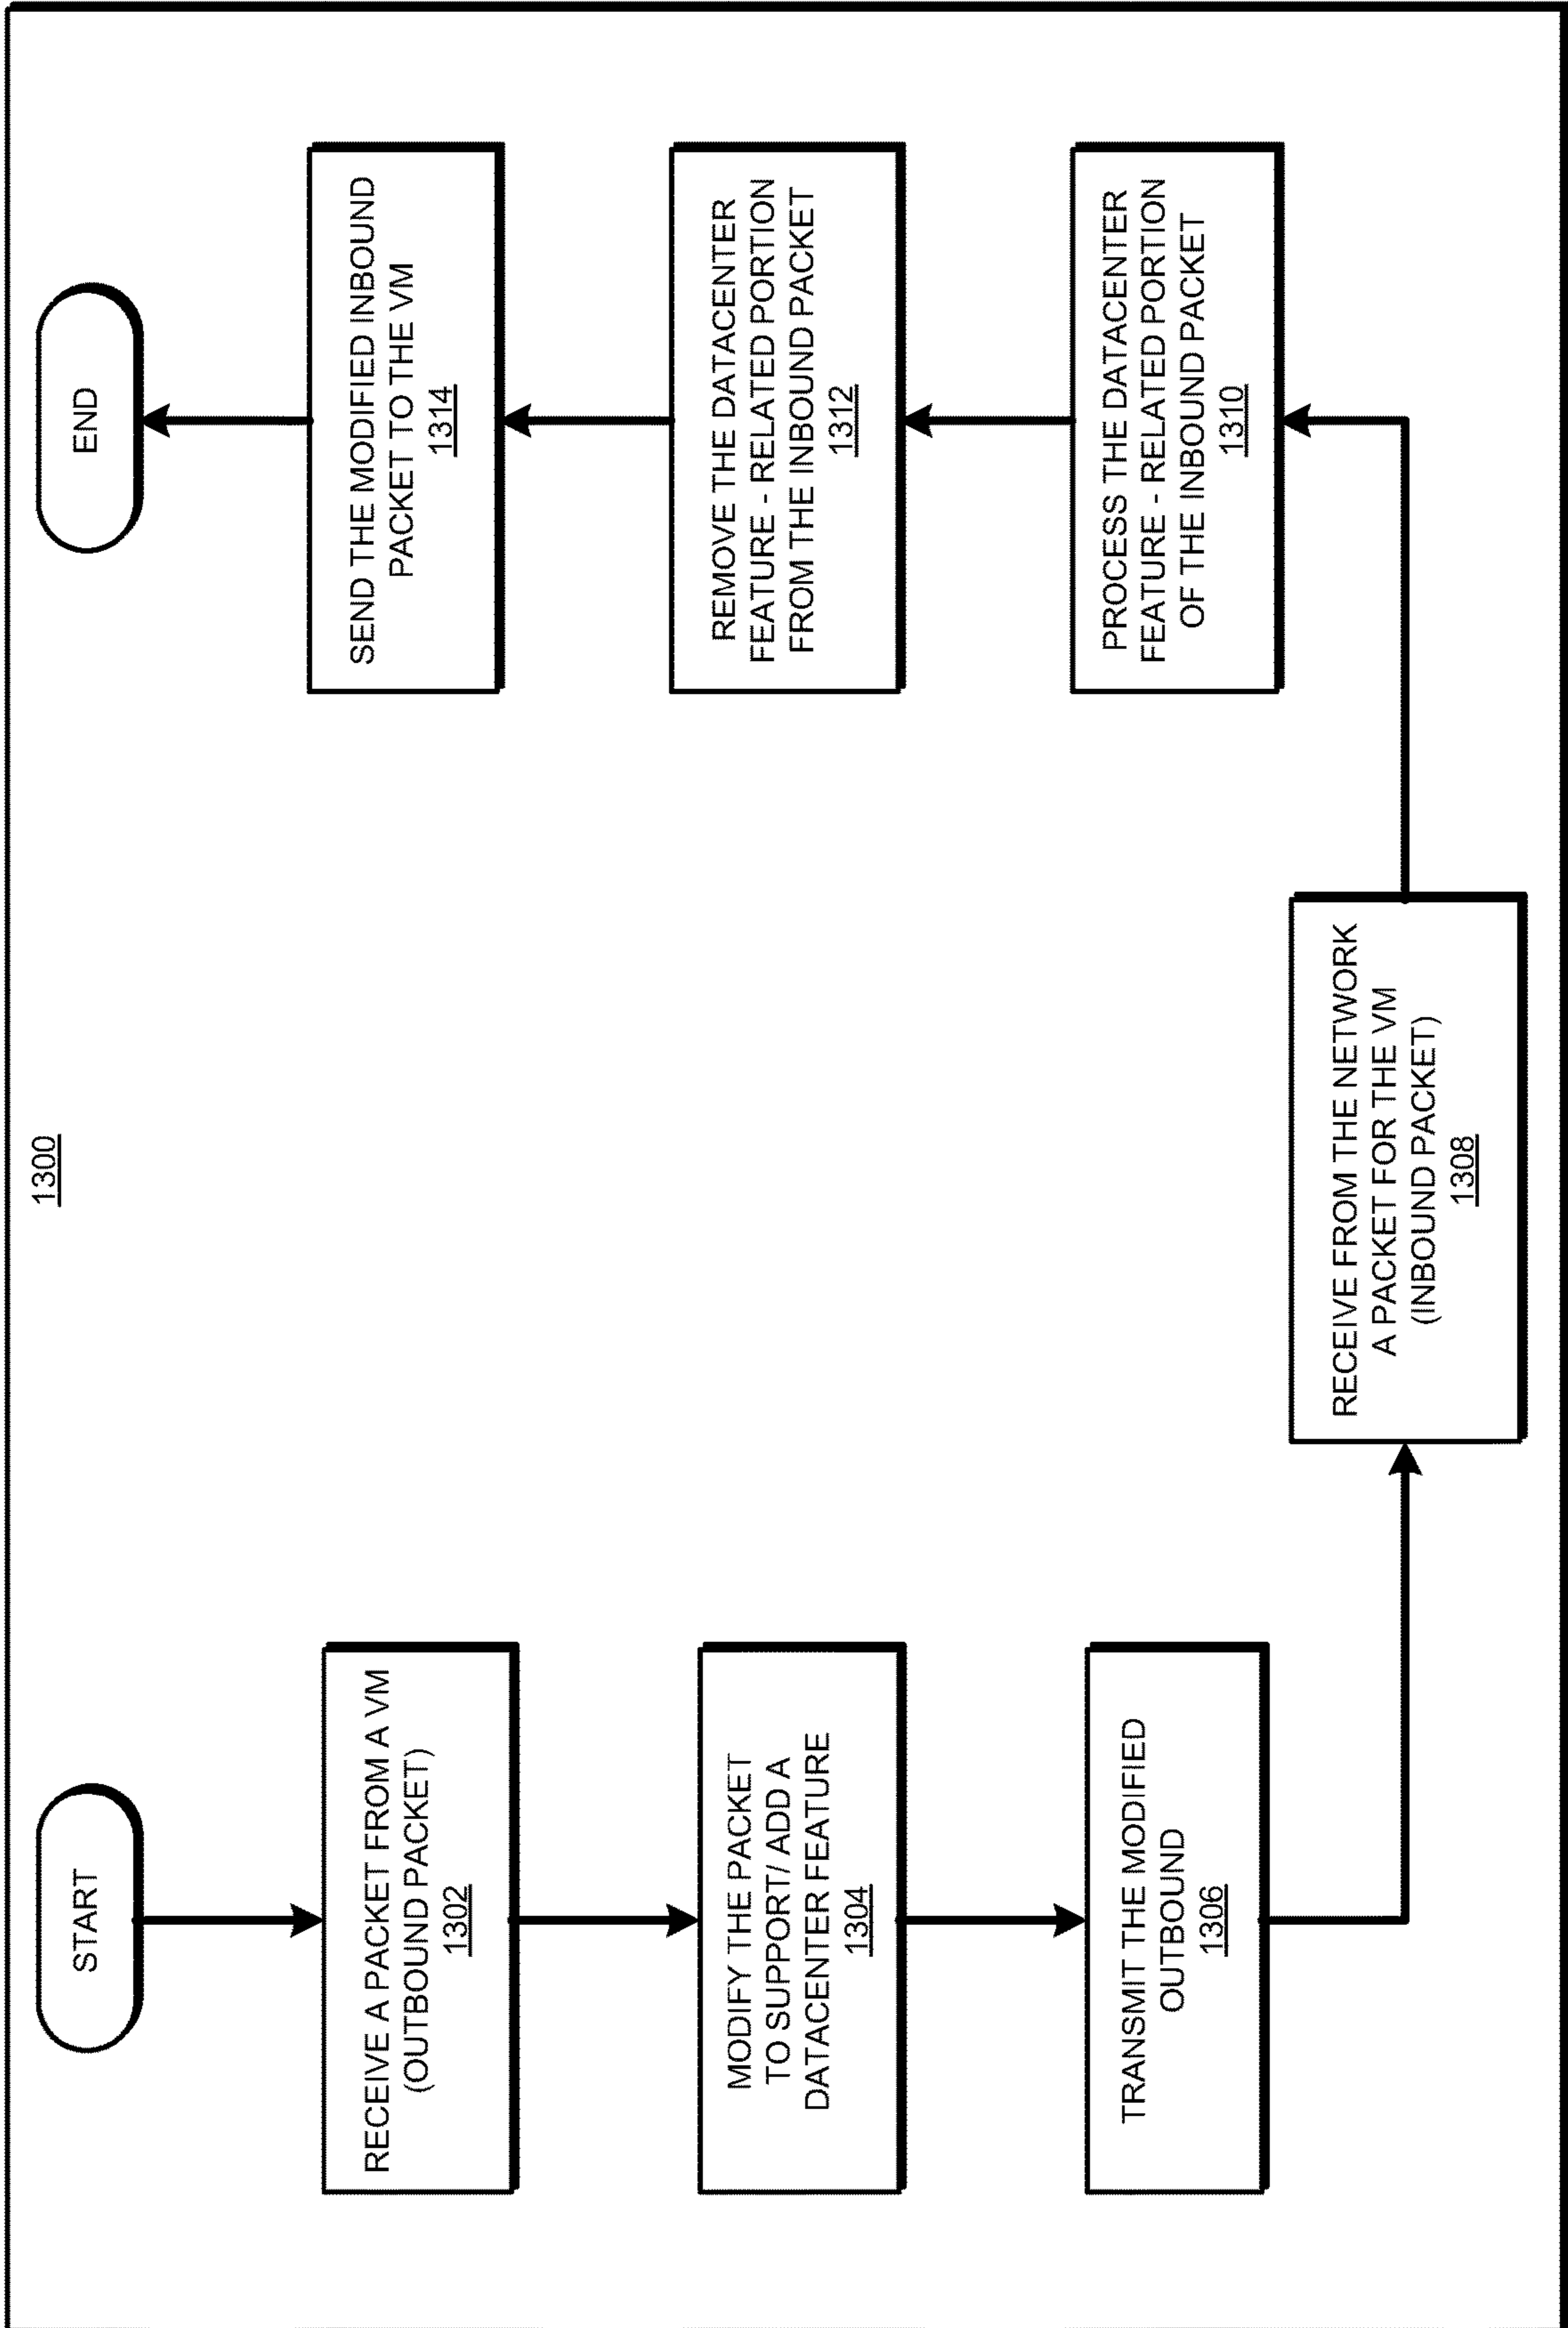 1300
START
RECEIVE A PACKET FROM A VM
(OUTBOUND PACKET)
1302
MODIFY THE PACKET
TO SUPPORT/ ADD A
DATACENTER FEATURE
1304
TRANSMIT THE MODIFIED
OUTBOUND
1306
RECEIVE FROM THE NETWORK
A PACKET FOR THE VM
(INBOUND PACKET)
1308
PROCESS THE DATACENTER
FEATURE - RELATED PORTION
OF THE INBOUND PACKET
1310
REMOVE THE DATACENTER
FEATURE - RELATED PORTION
FROM THE INBOUND PACKET
1312
SEND THE MODIFIED INBOUND
PACKET TO THE VM
1314
END